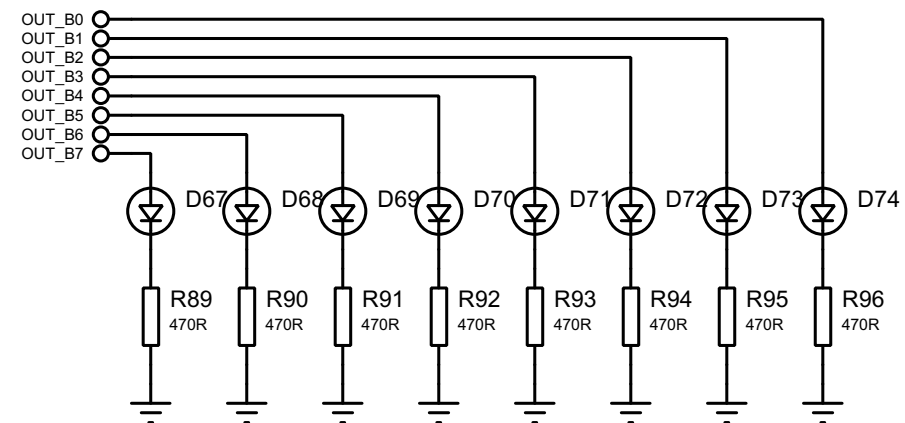 OUT_B0
OUT_B1
OUT_B2
OUT_B3
OUT_B4
OUT_B5
OUT_B6
OUT_B7
D67 D68 D69 D70 D71 D72 D73 D74
R89 R90 R91 R92 R93 R94 R95 R96
470R 470R 470R 470R 470R 470R 470R 470R